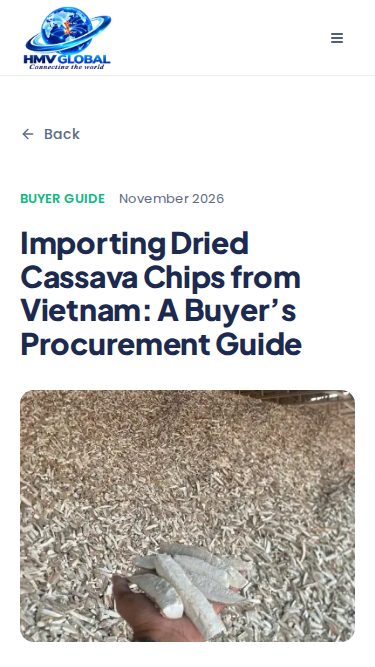 HMV GLOBAL
Connecting the world
Back
BUYER GUIDE November 2026
Importing Dried
Cassava Chips from
Vietnam: A Buyer’s
Procurement Guide